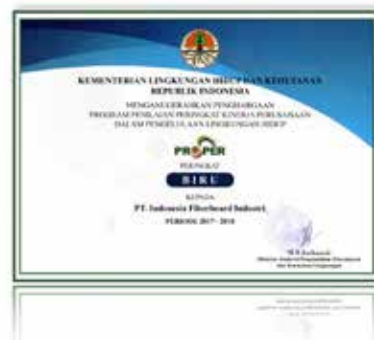 KEMENTERIAN LINGKUNGAN HIDUP DAN KEHUTANAN
REPUBLIK INDONESIA
MENGANUGERAHKAN PENGHARGAAN
PROGRAM PENILAIAN PERINGKAT KINERJA PERUSAHAAN
DALAM PENGELOLAAN LINGKUNGAN HIDUP
PROPER
PERINGKAT
BIRU
KEPADA
PT. Indonesia Fibreboard Industri,
PERIODE 2017 - 2018